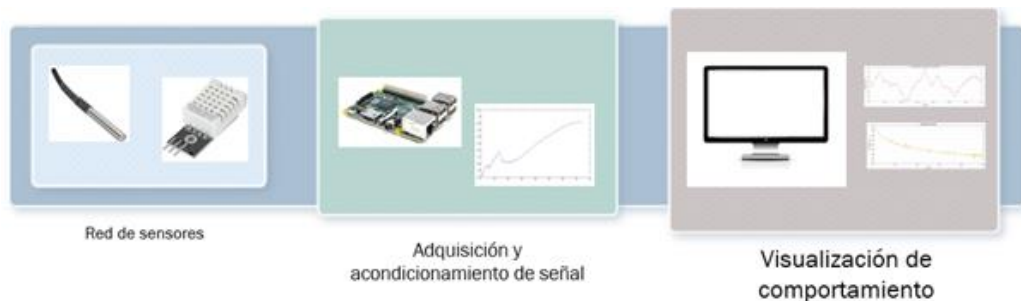 Red de sensores
Adquisición y
acondicionamiento de señal
Visualización de
comportamiento